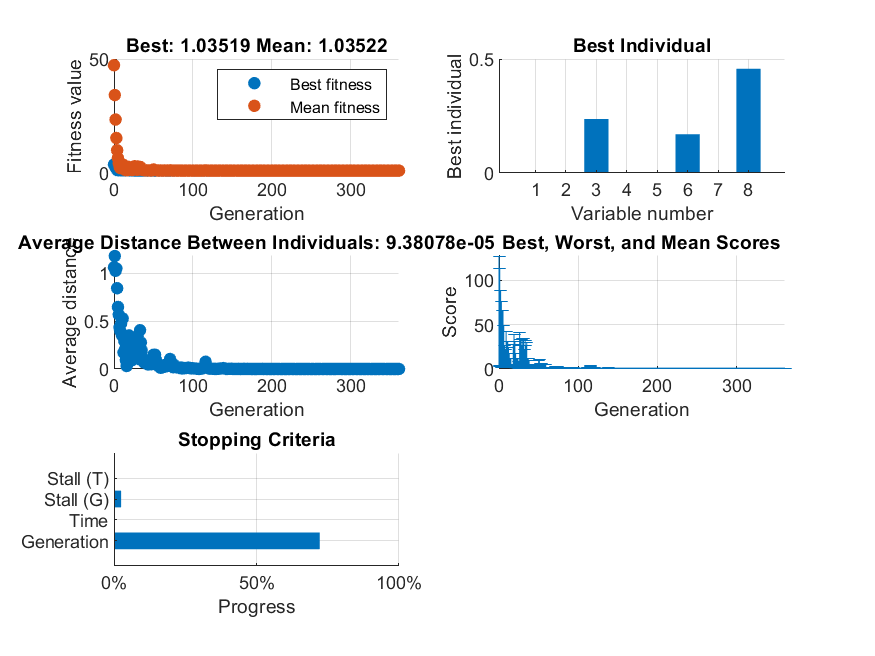 Best: 1.03519 Mean: 1.03522
50
0
Fitness value
Best fitness
Mean fitness
0 100 200 300
Generation
Best Individual
0.5
0
Best individual
1 2 3 4 5 6 7 8
Variable number
Average Distance Between Individuals: 9.38078e-05
1
0.5
0
Average distance
0 100 200 300
Generation
Best, Worst, and Mean Scores
100
50
0
Score
0 100 200 300
Generation
Stopping Criteria
Stall (T)
Stall (G)
Time
Generation
0% 50% 100%
Progress